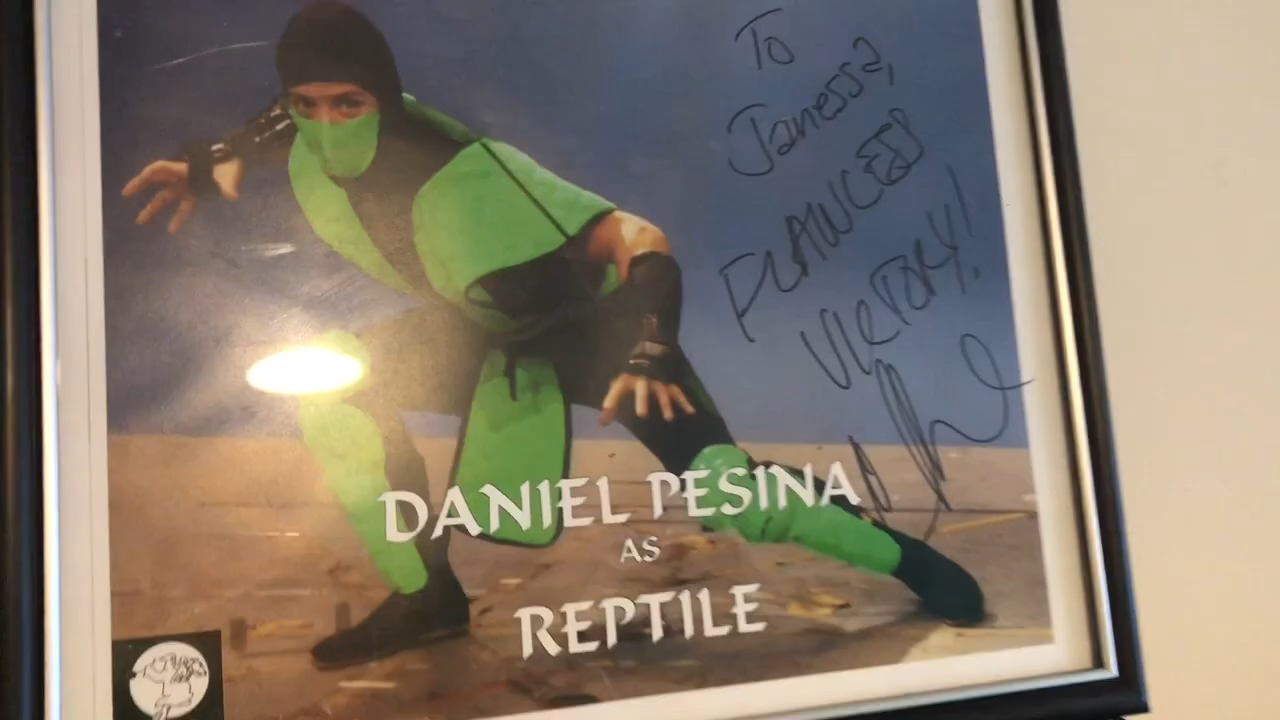 To
Janessa,
FLAWLESS
VICTORY!
DANIEL PESINA
AS
REPTILE